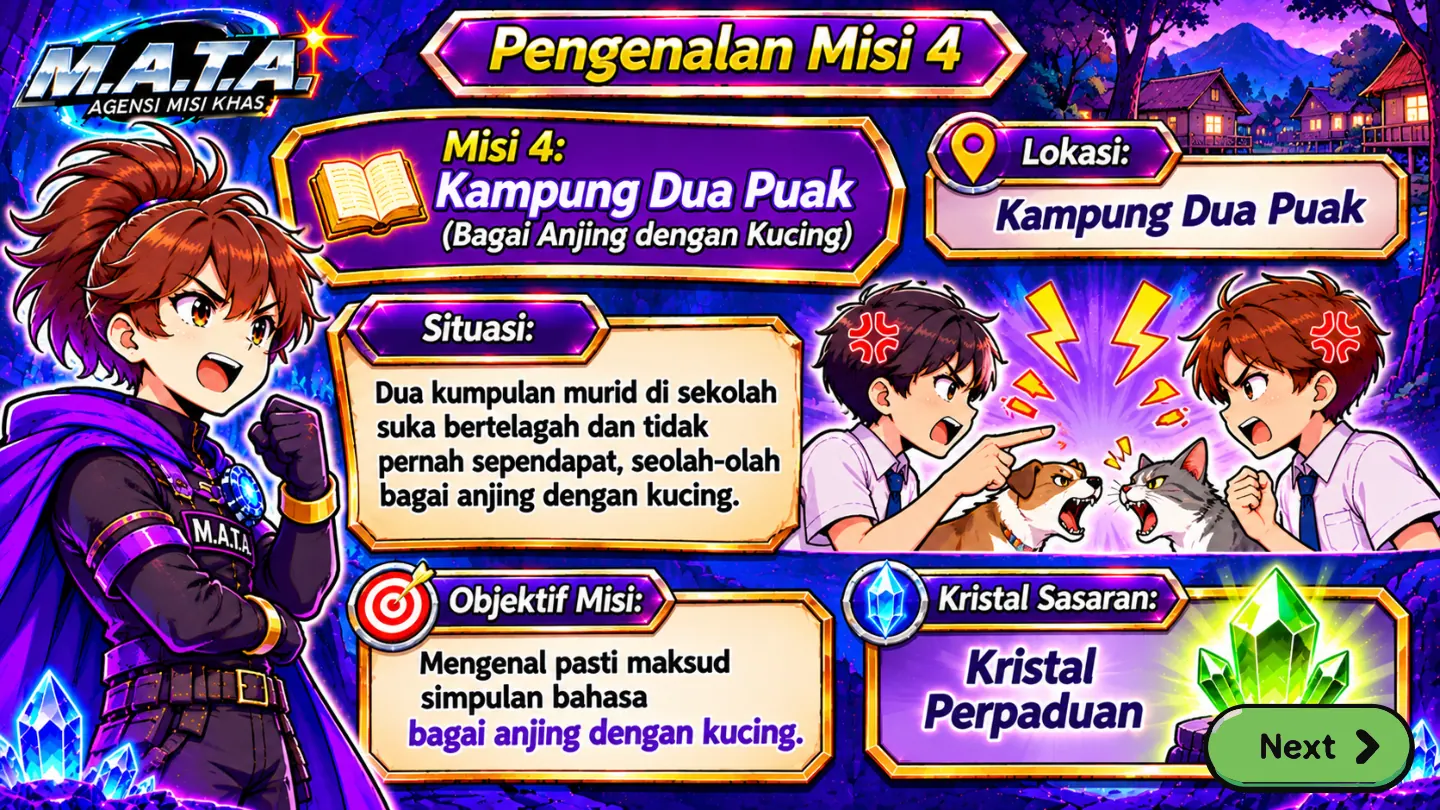 M.A.T.A.
AGENSI MISI KHAS
Pengenalan Misi 4
Misi 4:
Kampung Dua Puak
(Bagai Anjing dengan Kucing)
Lokasi:
Kampung Dua Puak
Situasi:
Dua kumpulan murid di sekolah
suka bertelagah dan tidak
pernah sependapat, seolah-olah
bagai anjing dengan kucing.
M.A.T.A.
Objektif Misi:
Mengenal pasti maksud
simpulan bahasa
bagai anjing dengan kucing.
Kristal Sasaran:
Kristal
Perpaduan
Next